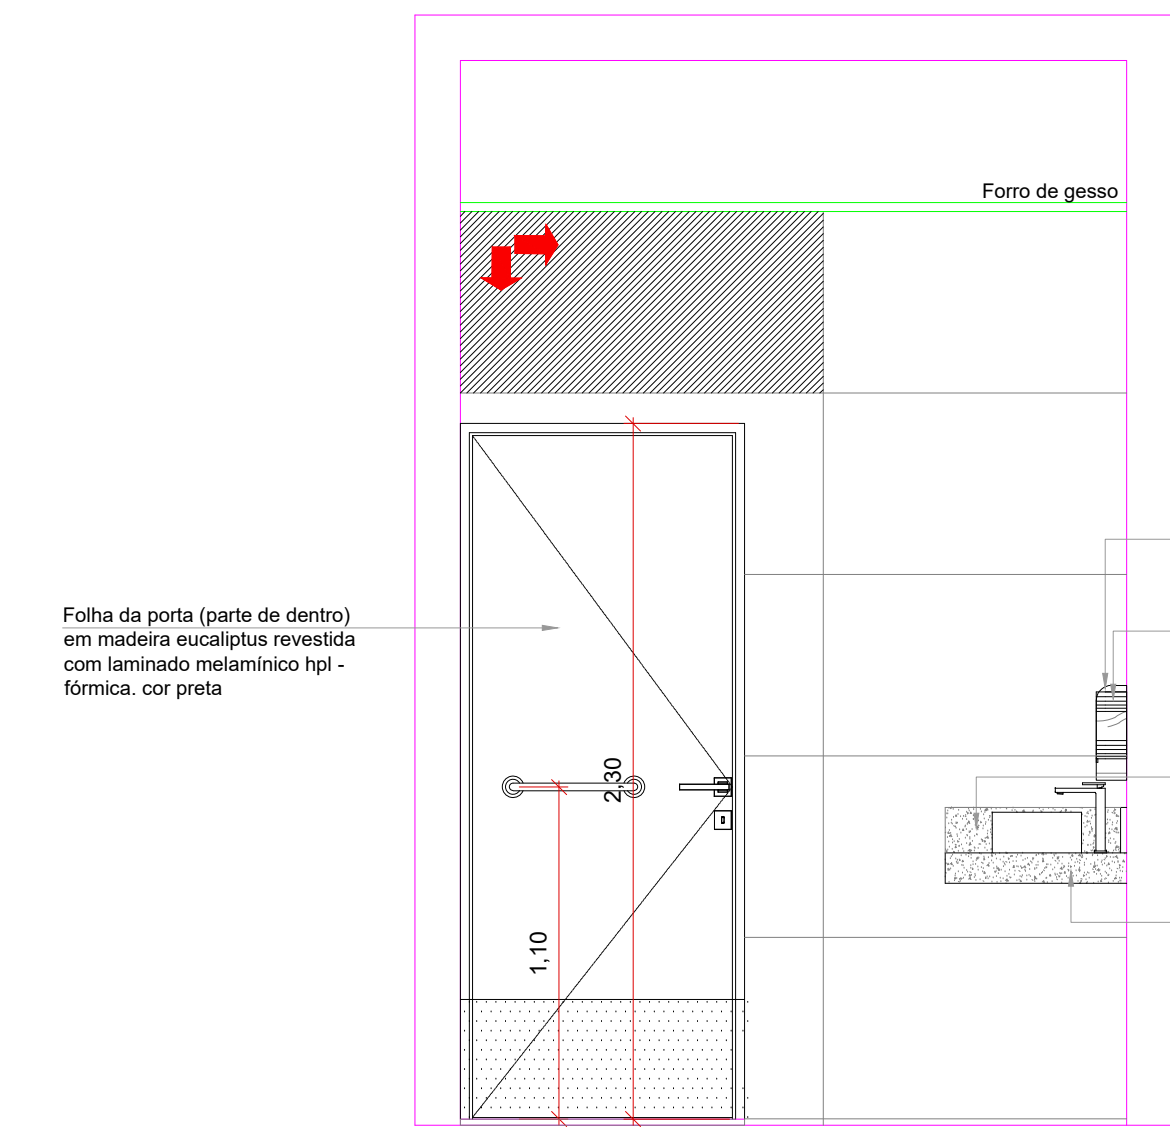 Forro de gesso
Folha da porta (parte de dentro)
em madeira eucaliptus revestida
com laminado melamínico hpl -
fórmica. cor preta
2,30
1,10